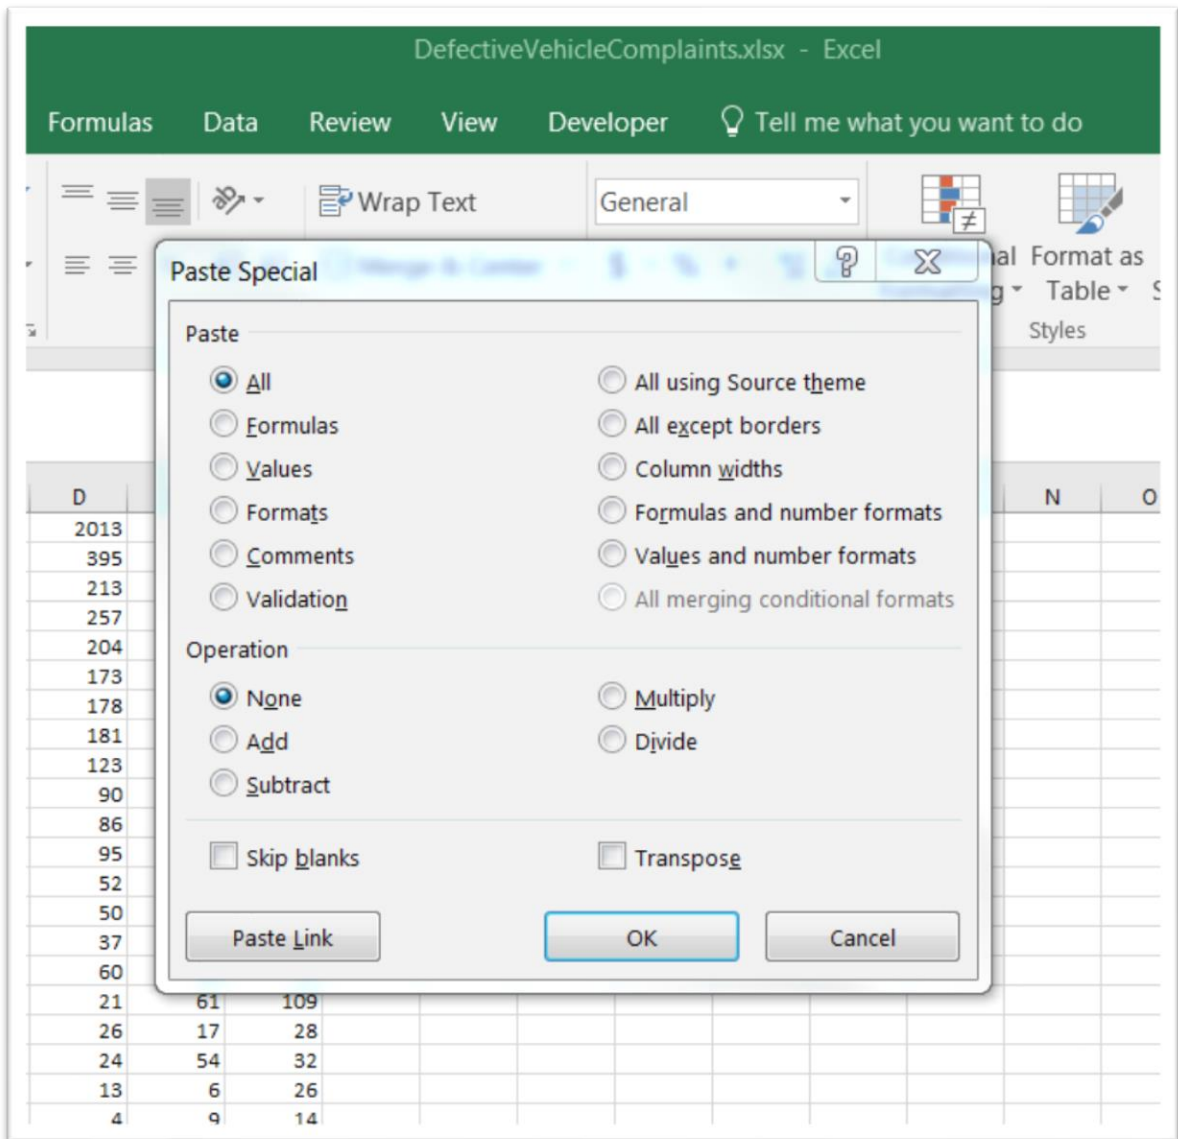 DefectiveVehicleComplaints.xlsx - Excel
Formulas Data Review View Developer Tell me what you want to do
Wrap Text General
Format as
Table
Styles
Paste Special
Paste
All All using Source theme
Formulas All except borders
Values Column widths
Formats Formulas and number formats
Comments Values and number formats
Validation All merging conditional formats
Operation
None Multiply
Add Divide
Subtract
Skip blanks Transpose
Paste Link OK Cancel
D N O
2013
395
213
257
204
173
178
181
123
90
86
95
52
50
37
60
21 61 109
26 17 28
24 54 32
13 6 26
4 9 14